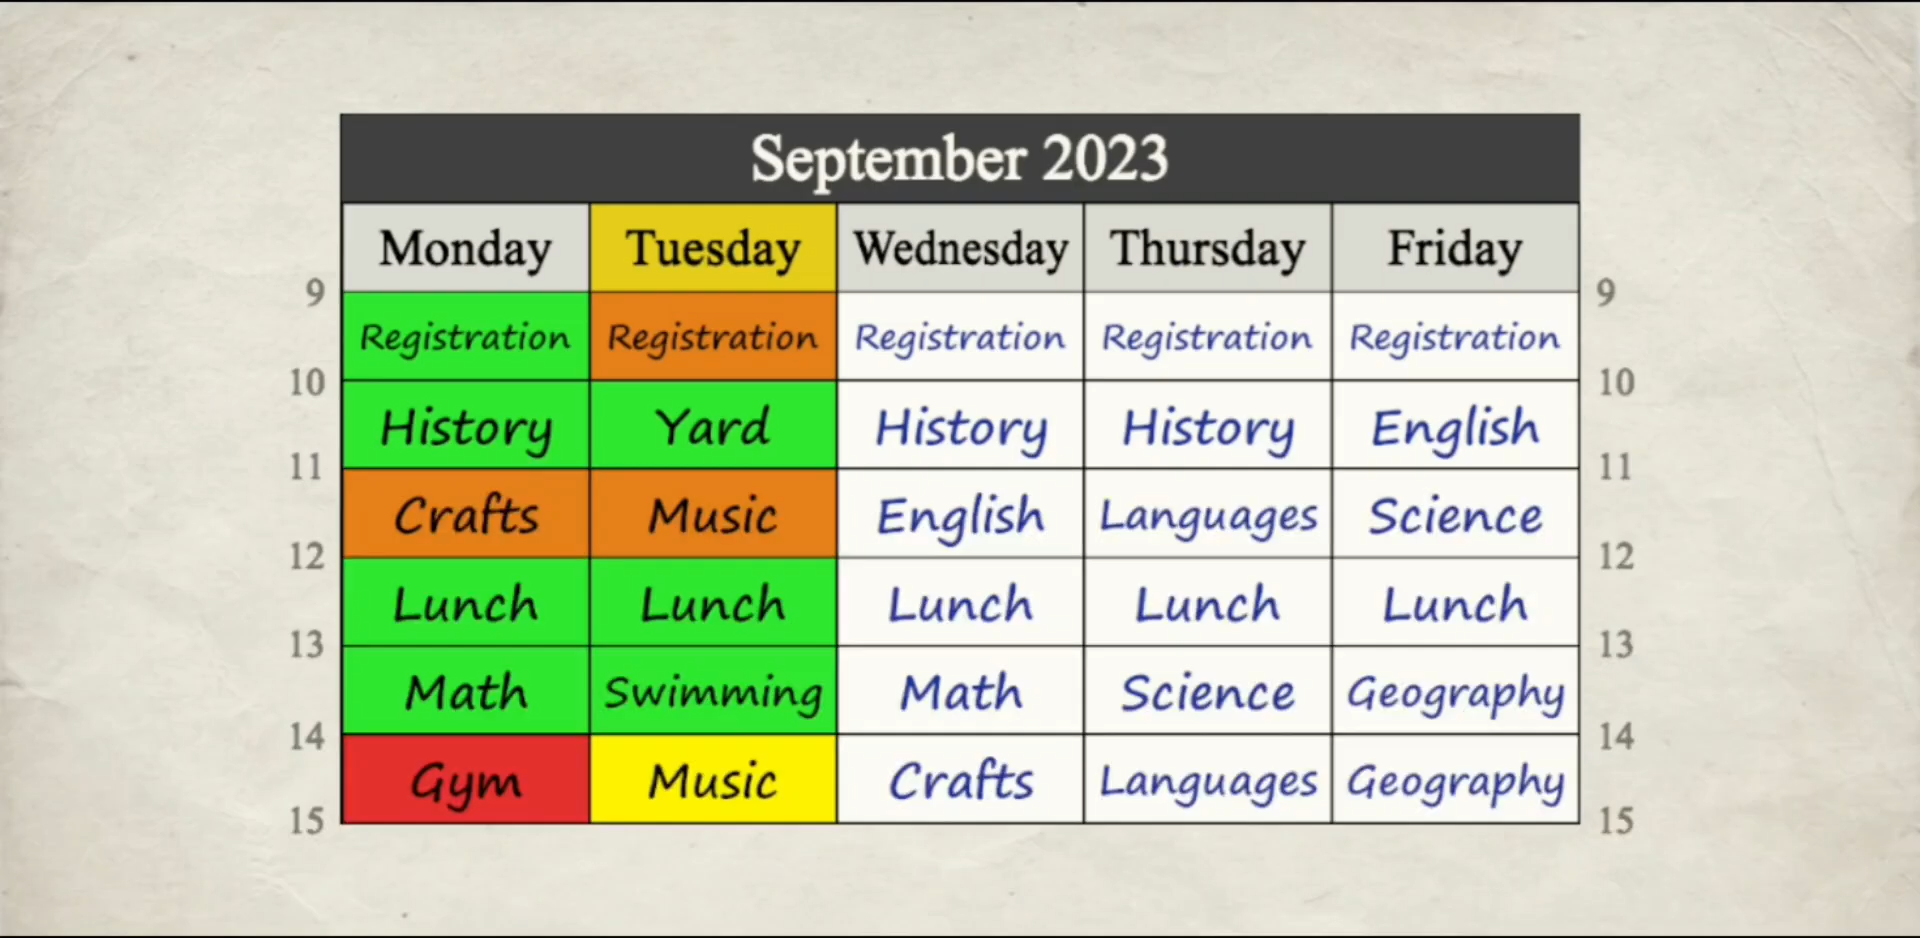 September 2023
Monday Tuesday Wednesday Thursday Friday
9 9
Registration Registration Registration Registration Registration
10 10
History Yard History History English
11 11
Crafts Music English Languages Science
12 12
Lunch Lunch Lunch Lunch Lunch
13 13
Math Swimming Math Science Geography
14 14
Gym Music Crafts Languages Geography
15 15